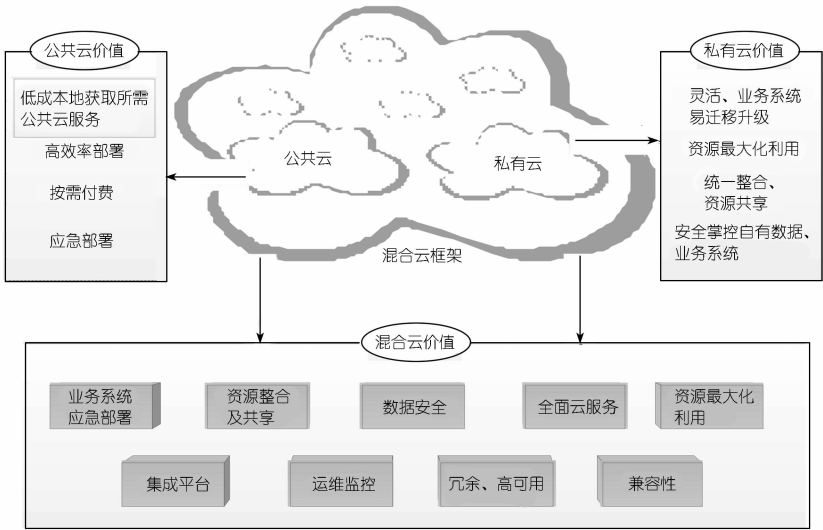 公共云价值
低成本地获取所需
公共云服务
高效率部署
按需付费
应急部署
公共云
私有云
混合云框架
私有云价值
灵活、业务系统
易迁移升级
资源最大化利用
统一整合、
资源共享
安全掌控自有数据、
业务系统
混合云价值
业务系统
应急部署
资源整合
及共享
数据安全
全面云服务
资源最大化
利用
集成平台
运维监控
冗余、高可用
兼容性